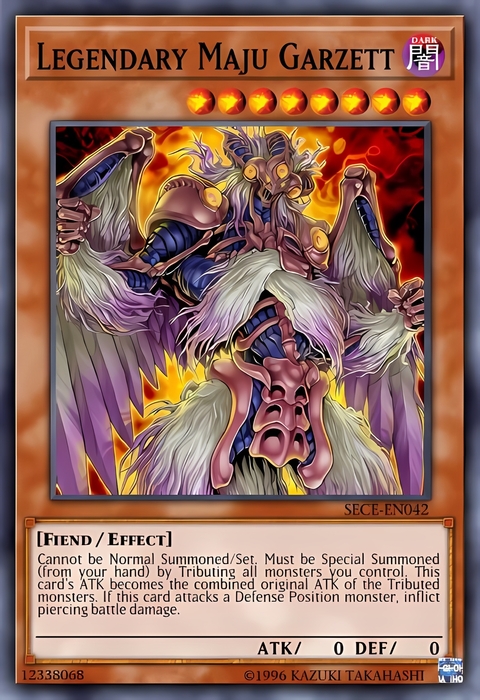 LEGENDARY MAJU GARZETT
DARK
闇
SECE-EN042
[FIEND / EFFECT]
Cannot be Normal Summoned/Set. Must be Special Summoned
(from your hand) by Tributing all monsters you control. This
card's ATK becomes the combined original ATK of the Tributed
monsters. If this card attacks a Defense Position monster, inflict
piercing battle damage.
ATK/ 0 DEF/ 0
12338068
©1996 KAZUKI TAKAHASHI